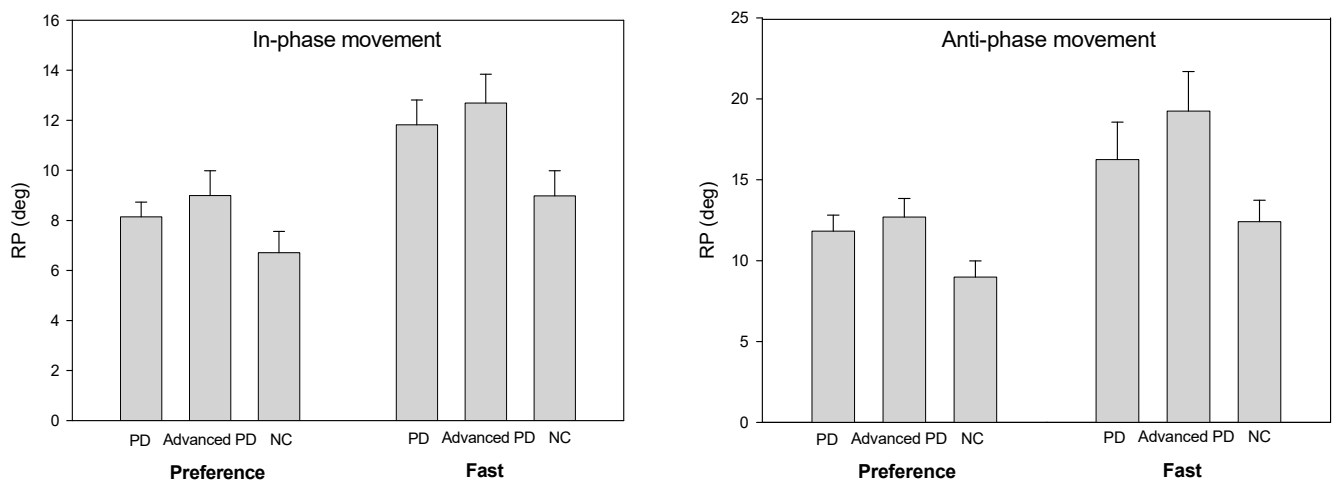 In-phase movement
RP (deg)
16
14
12
10
8
6
4
2
0
PD Advanced PD NC PD Advanced PD NC
Preference Fast
Anti-phase movement
RP (deg)
25
20
15
10
5
0
PD Advanced PD NC PD Advanced PD NC
Preference Fast